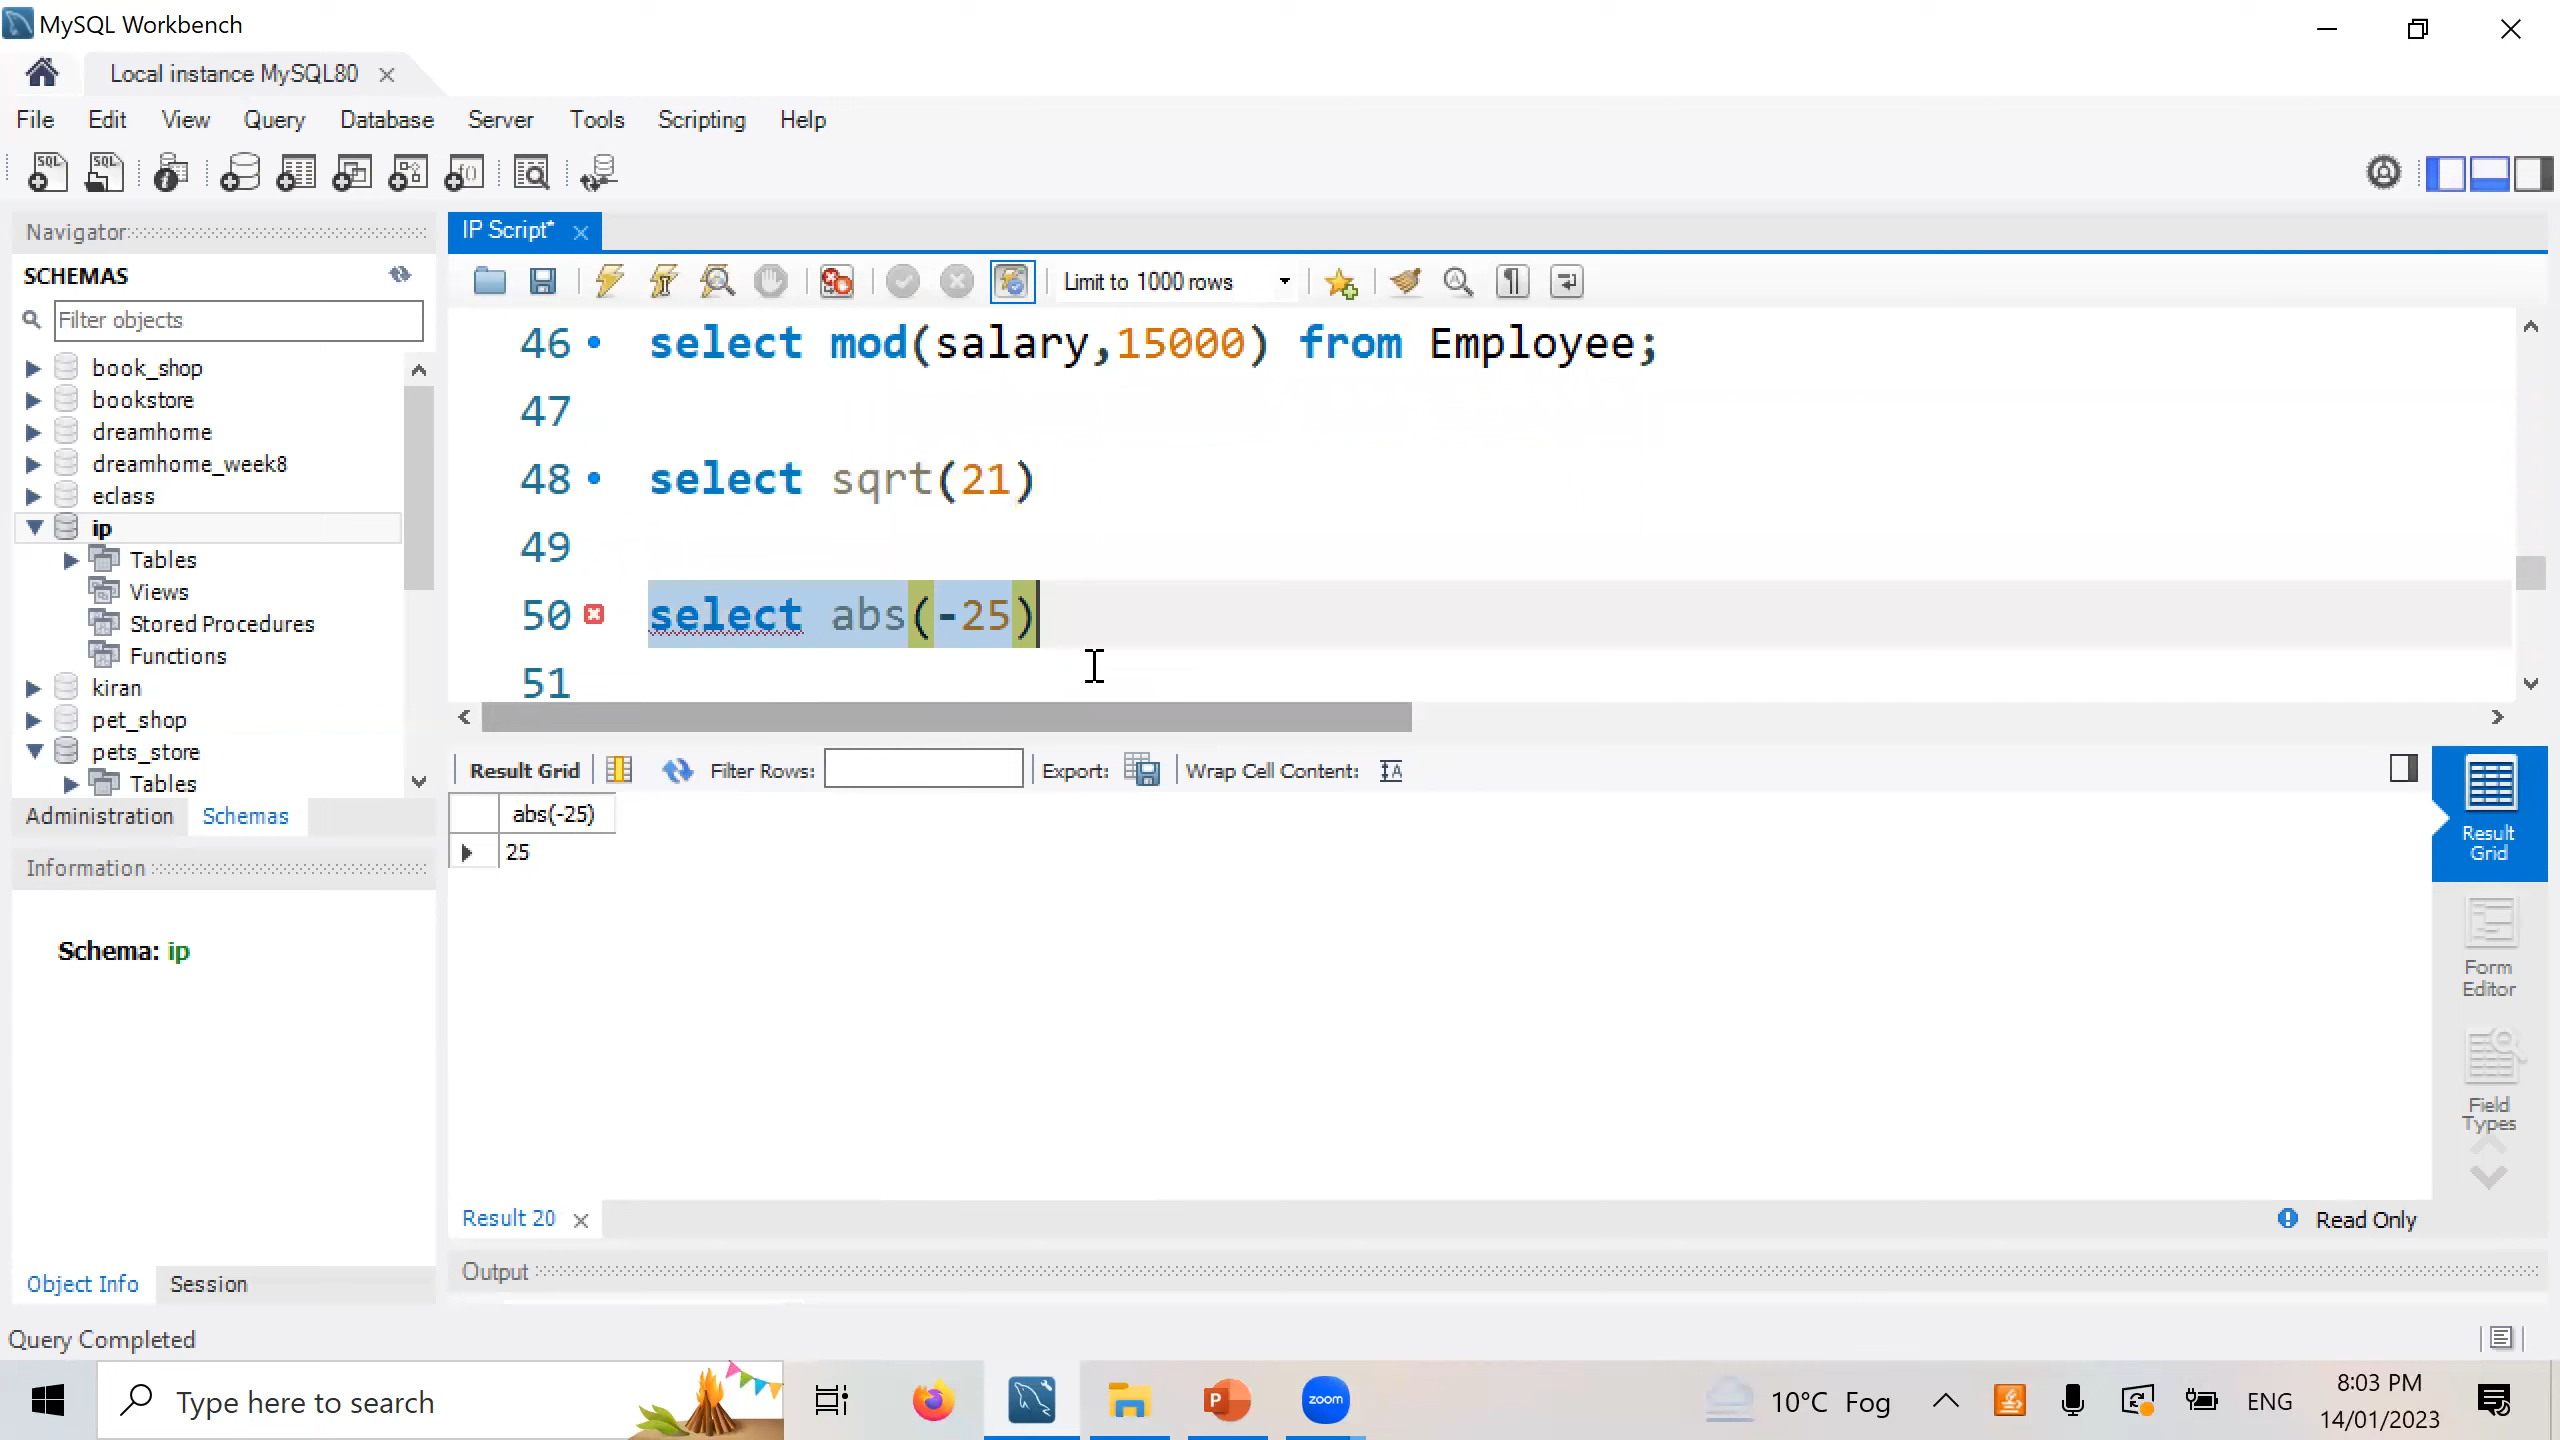 MySQL Workbench
Local instance MySQL80
File Edit View Query Database Server Tools Scripting Help
Navigator
IP Script*
SCHEMAS
Limit to 1000 rows
Filter objects
book_shop
bookstore
dreamhome
dreamhome_week8
eclass
ip
Tables
Views
Stored Procedures
Functions
kiran
pet_shop
pets_store
Tables
Administration Schemas
Information
Schema: ip
Object Info Session
46 select mod(salary,15000) from Employee;
47
48 select sqrt(21)
49
50 select abs(-25)
51
Result Grid Filter Rows: Export: Wrap Cell Content:
abs(-25)
25
Result
Grid
Form
Editor
Field
Types
Result 20
Read Only
Output
Query Completed
Type here to search
zoom
10°C Fog
ENG
8:03 PM
14/01/2023